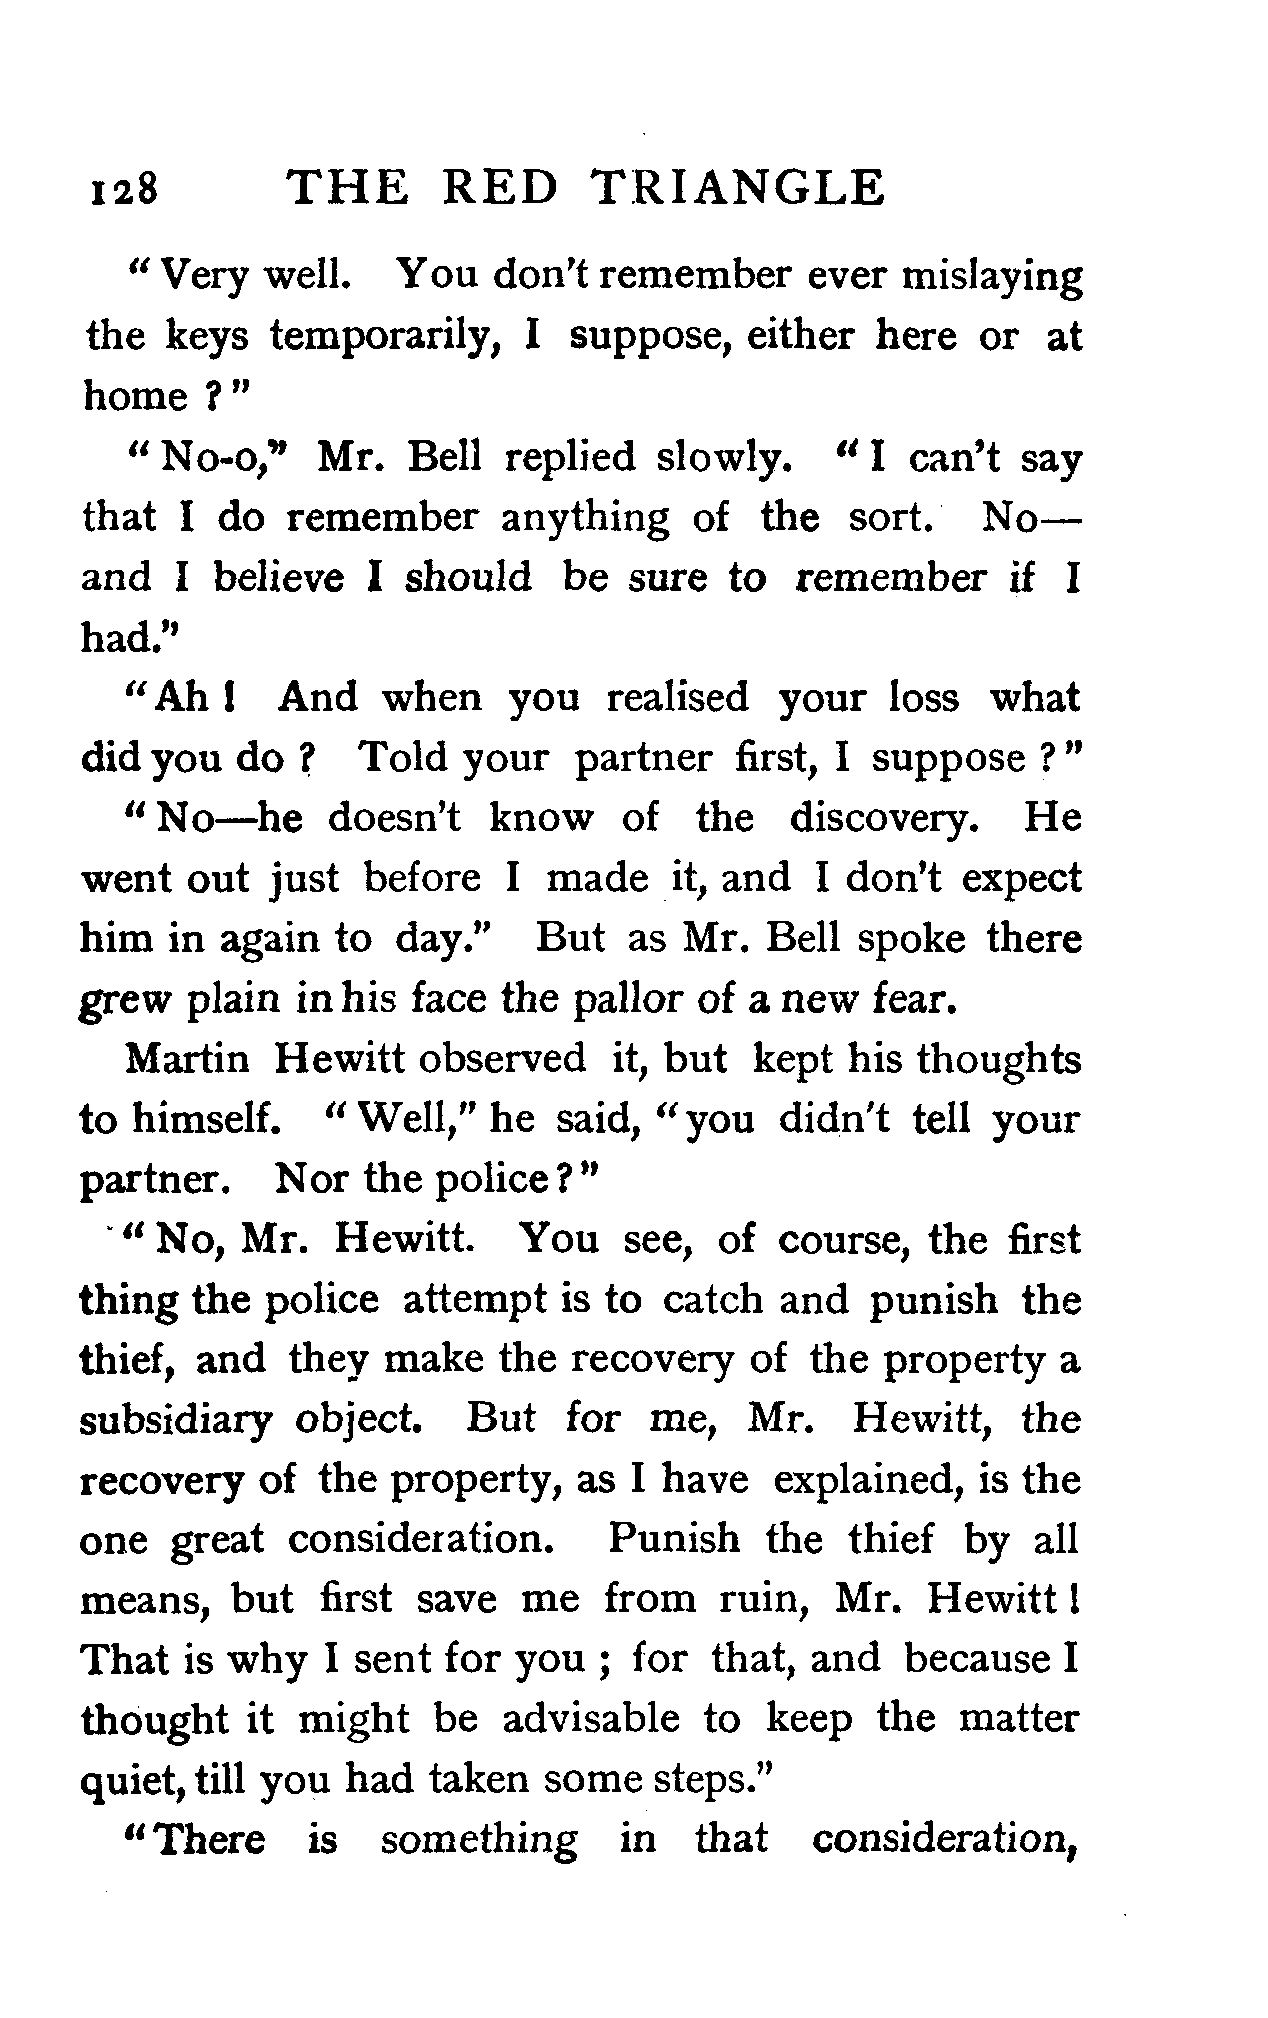 128 THE RED TRIANGLE
“ Very well. You don't remember ever mislaying
the keys temporarily, I suppose, either here or at
home ? ”
“ No-o,” Mr. Bell replied slowly. “ I can't say
that I do remember anything of the sort. No—
and I believe I should be sure to remember if I
had.”
“ Ah ! And when you realised your loss what
did you do ? Told your partner first, I suppose ? ”
“ No—he doesn't know of the discovery. He
went out just before I made it, and I don't expect
him in again to day.” But as Mr. Bell spoke there
grew plain in his face the pallor of a new fear.
Martin Hewitt observed it, but kept his thoughts
to himself. “ Well,” he said, “ you didn't tell your
partner. Nor the police ? ”
“ No, Mr. Hewitt. You see, of course, the first
thing the police attempt is to catch and punish the
thief, and they make the recovery of the property a
subsidiary object. But for me, Mr. Hewitt, the
recovery of the property, as I have explained, is the
one great consideration. Punish the thief by all
means, but first save me from ruin, Mr. Hewitt !
That is why I sent for you ; for that, and because I
thought it might be advisable to keep the matter
quiet, till you had taken some steps.”
“ There is something in that consideration,